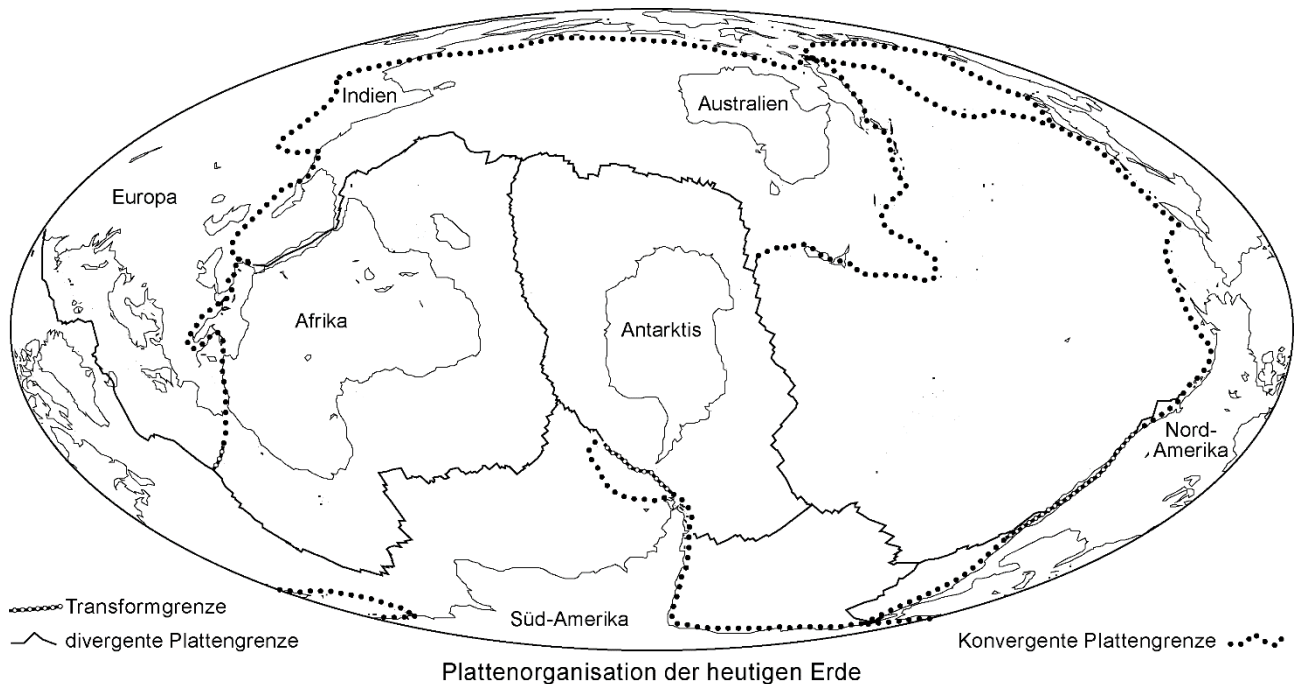 Indien
Australien
Europa
Afrika
Antarktis
Nord-
Amerika
Süd-Amerika
Transformgrenze
divergente Plattengrenze
Konvergente Plattengrenze
Plattenorganisation der heutigen Erde